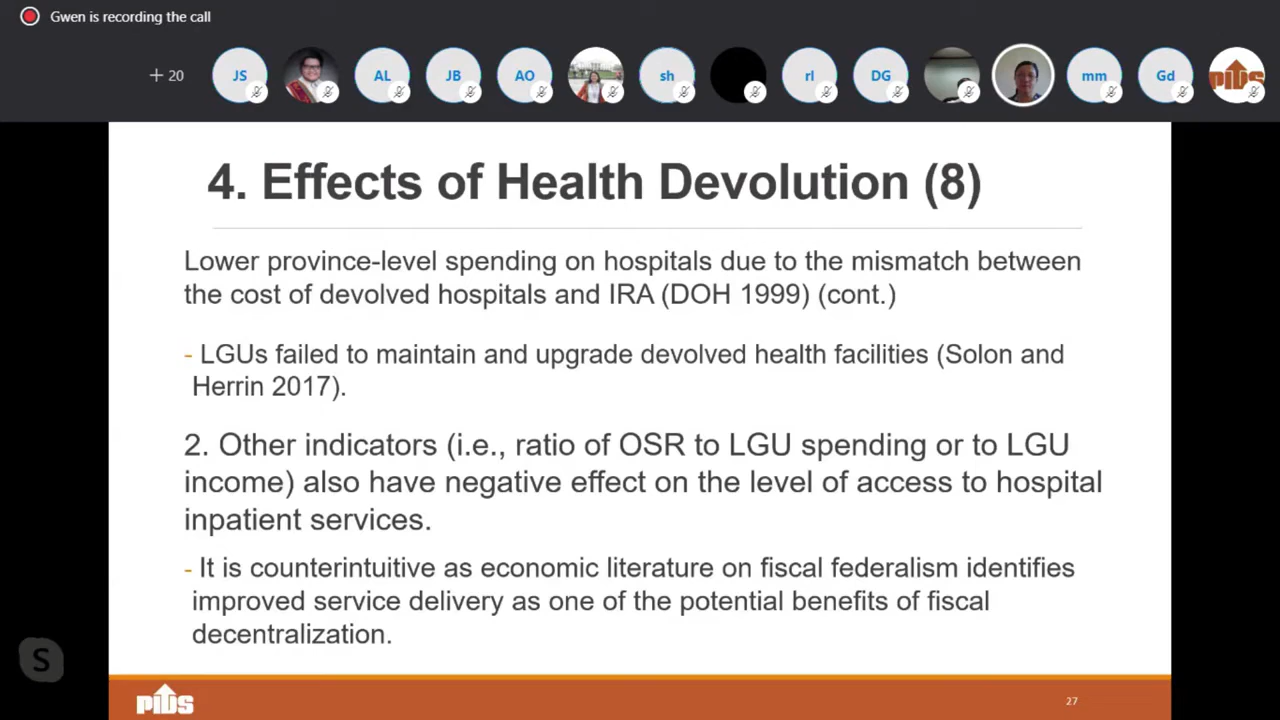 Gwen is recording the call
+ 20
JS
AL
JB
AO
sh
rl
DG
mm
Gd
PIDS
4. Effects of Health Devolution (8)
Lower province-level spending on hospitals due to the mismatch between
the cost of devolved hospitals and IRA (DOH 1999) (cont.)
- LGUs failed to maintain and upgrade devolved health facilities (Solon and
Herrin 2017).
2. Other indicators (i.e., ratio of OSR to LGU spending or to LGU
income) also have negative effect on the level of access to hospital
inpatient services.
- It is counterintuitive as economic literature on fiscal federalism identifies
improved service delivery as one of the potential benefits of fiscal
decentralization.
S
PIDS
27